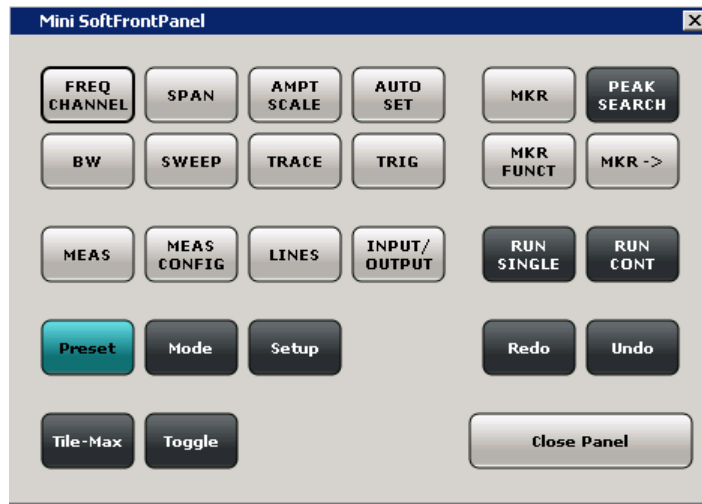 Mini SoftFrontPanel
FREQ
CHANNEL
SPAN
AMPT
SCALE
AUTO
SET
MKR
PEAK
SEARCH
BW
SWEEP
TRACE
TRIG
MKR
FUNCT
MKR ->
MEAS
MEAS
CONFIG
LINES
INPUT/
OUTPUT
RUN
SINGLE
RUN
CONT
Preset
Mode
Setup
Redo
Undo
Tile-Max
Toggle
Close Panel